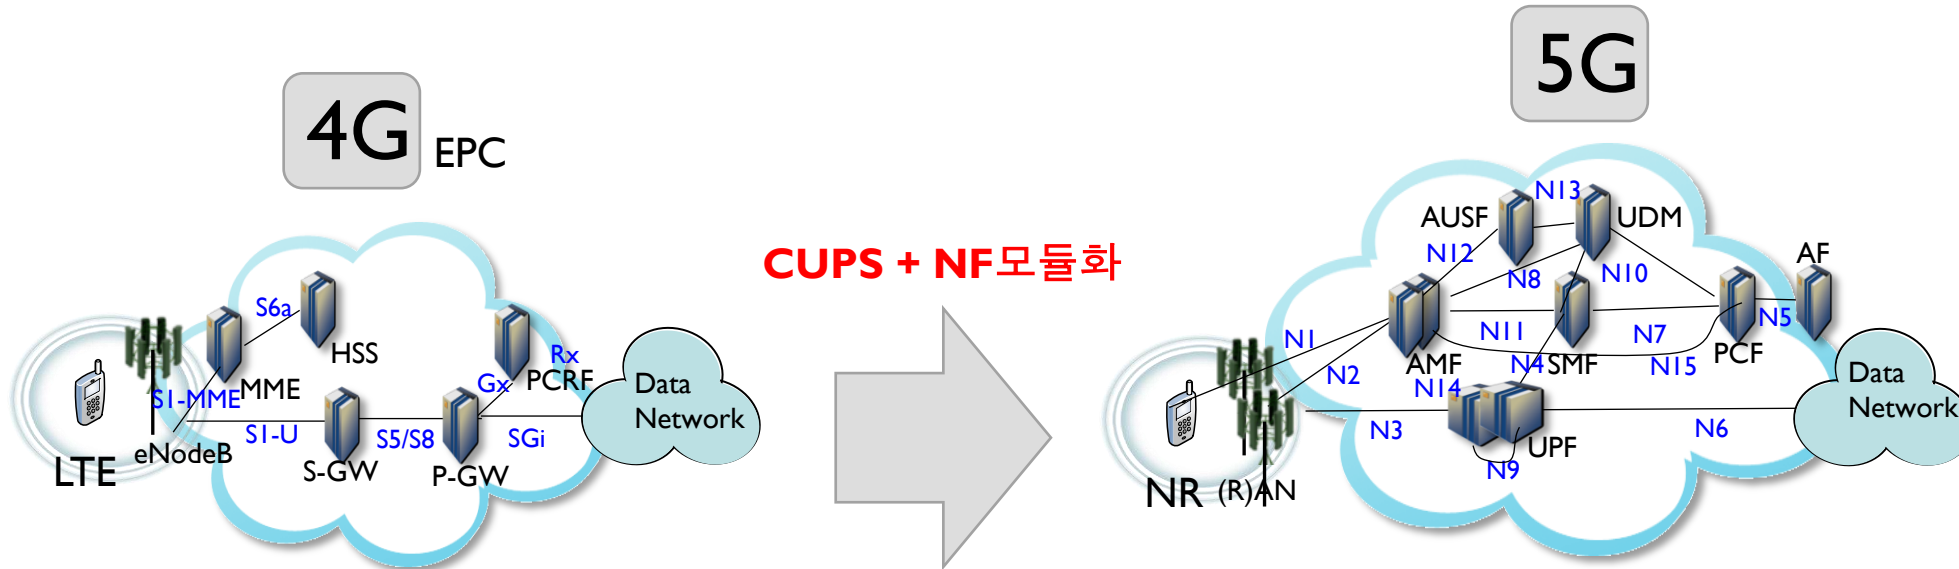 4G
EPC
S6a
HSS
MME
S1-MME
Rx
Gx
PCRF
S1-U
S5/S8
SGi
eNodeB
LTE
S-GW
P-GW
Data
Network
CUPS + NF모듈화
5G
N13
AUSF
UDM
N12
N8
N10
AF
N1
N11
N7
N5
AMF
N4
SMF
N15
PCF
N2
N14
Data
Network
N3
UPF
N6
N9
NR
(R)AN